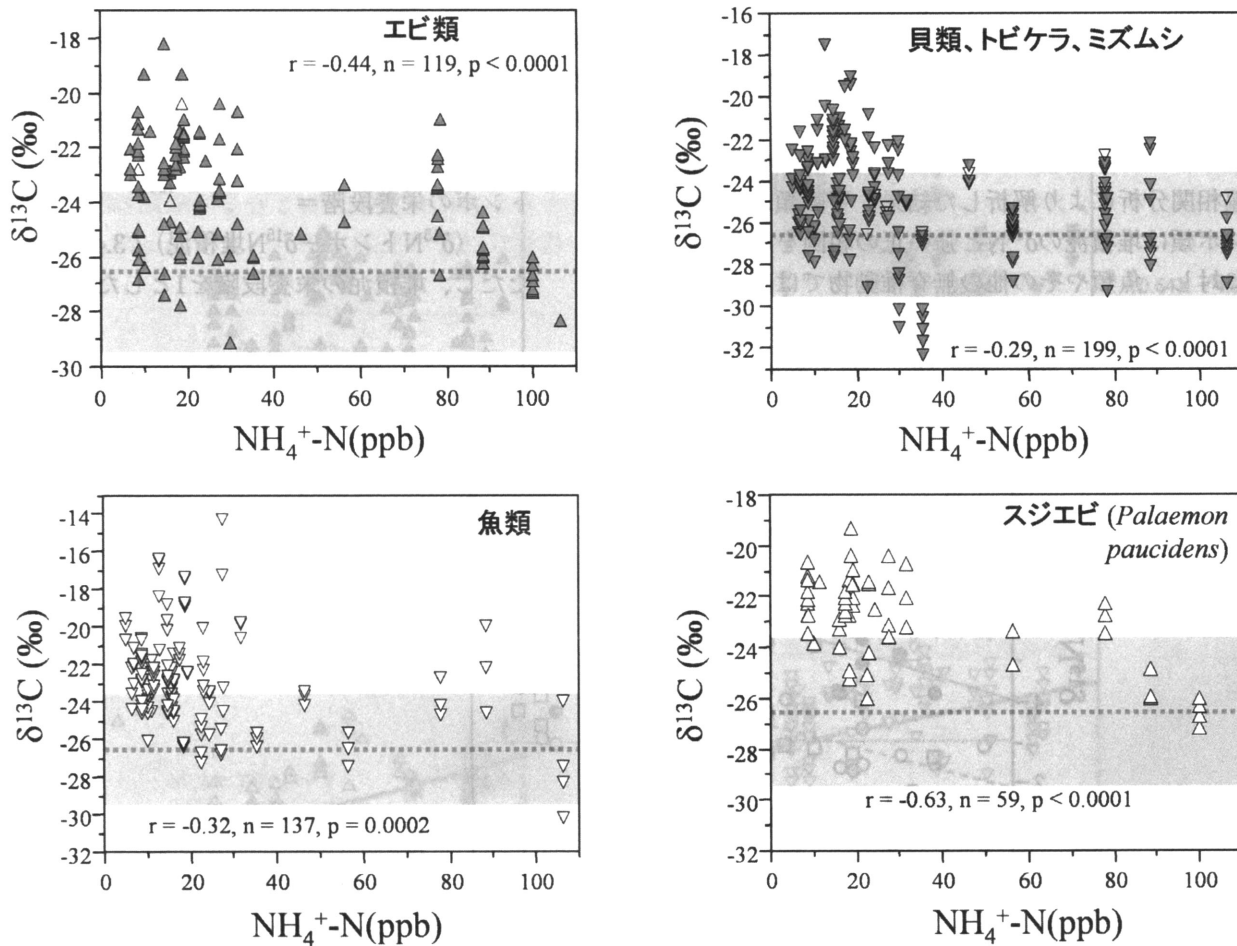 エビ類
r = -0.44, n = 119, p < 0.0001
δ¹³C (‰)
-18
-20
-22
-24
-26
-28
-30
0 20 40 60 80 100
NH₄⁺-N(ppb)
貝類、トビケラ、ミズムシ
δ¹³C (‰)
-16
-18
-20
-22
-24
-26
-28
-30
-32
r = -0.29, n = 199, p < 0.0001
0 20 40 60 80 100
NH₄⁺-N(ppb)
魚類
δ¹³C (‰)
-14
-16
-18
-20
-22
-24
-26
-28
-30
-32
r = -0.32, n = 137, p = 0.0002
0 20 40 60 80 100
NH₄⁺-N(ppb)
スジエビ (Palaemon
paucidens)
δ¹³C (‰)
-18
-20
-22
-24
-26
-28
-30
-32
r = -0.63, n = 59, p < 0.0001
0 20 40 60 80 100
NH₄⁺-N(ppb)